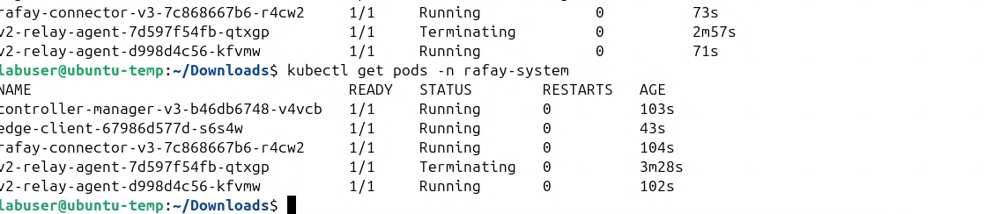 rafay-connector-v3-7c868667b6-r4cw2 1/1 Running 0 73s
v2-relay-agent-7d597f54fb-qtxgp 1/1 Terminating 0 2m57s
v2-relay-agent-d998d4c56-kfvmw 1/1 Running 0 71s
labuser@ubuntu-temp:~/Downloads$ kubectl get pods -n rafay-system
NAME READY STATUS RESTARTS AGE
controller-manager-v3-b46db6748-v4vcb 1/1 Running 0 103s
edge-client-67986d577d-s6s4w 1/1 Running 0 43s
rafay-connector-v3-7c868667b6-r4cw2 1/1 Running 0 104s
v2-relay-agent-7d597f54fb-qtxgp 1/1 Terminating 0 3m28s
v2-relay-agent-d998d4c56-kfvmw 1/1 Running 0 102s
labuser@ubuntu-temp:~/Downloads$